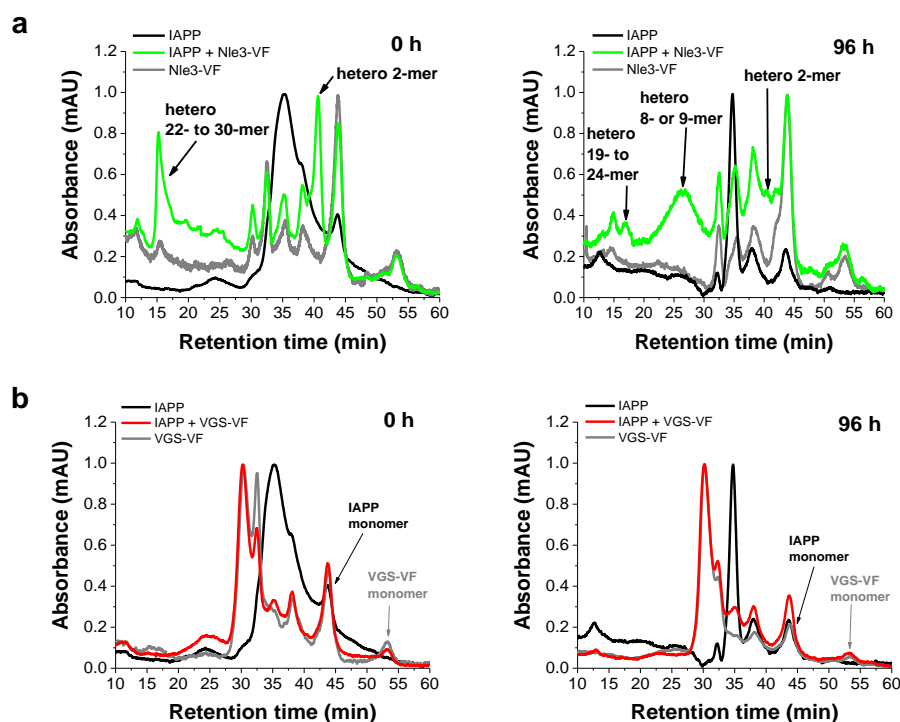 a
IAPP
IAPP + Nle3-VF
Nle3-VF
0 h
hetero 2-mer
hetero
22- to 30-mer
Absorbance (mAU)
1.2
1.0
0.8
0.6
0.4
0.2
0.0
10 15 20 25 30 35 40 45 50 55 60
Retention time (min)
IAPP
IAPP + Nle3-VF
Nle3-VF
96 h
hetero 2-mer
hetero
8- or 9-mer
hetero
19- to
24-mer
Absorbance (mAU)
1.2
1.0
0.8
0.6
0.4
0.2
0.0
10 15 20 25 30 35 40 45 50 55 60
Retention time (min)
b
IAPP
IAPP + VGS-VF
VGS-VF
0 h
IAPP
monomer
VGS-VF
monomer
Absorbance (mAU)
1.2
1.0
0.8
0.6
0.4
0.2
0.0
10 15 20 25 30 35 40 45 50 55 60
Retention time (min)
IAPP
IAPP + VGS-VF
VGS-VF
96 h
IAPP
monomer
VGS-VF
monomer
Absorbance (mAU)
1.2
1.0
0.8
0.6
0.4
0.2
0.0
10 15 20 25 30 35 40 45 50 55 60
Retention time (min)